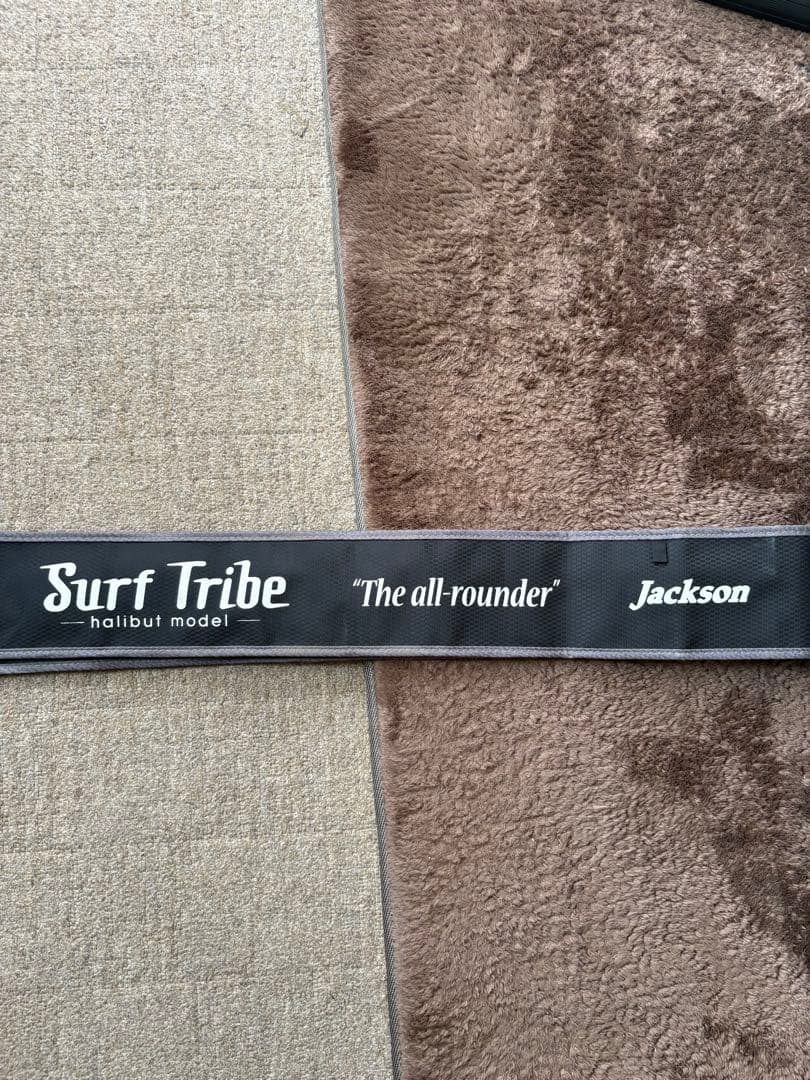 Surf Tribe
halibut model
"The all-rounder"
Jackson